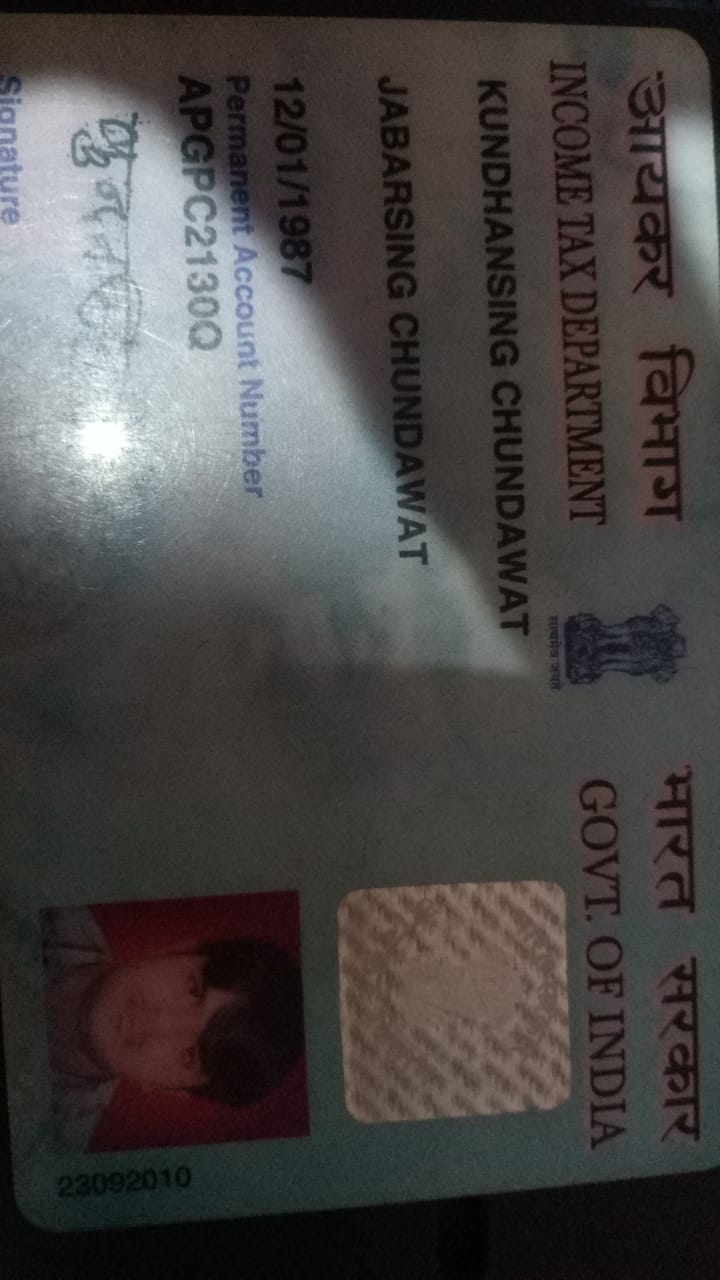 आयकर विभाग
INCOME TAX DEPARTMENT
सत्यमेव जयते
भारत सरकार
GOVT. OF INDIA
KUNDHANSING CHUNDAWAT
JABARSING CHUNDAWAT
12/01/1987
Permanent Account Number
APGPC2130Q
Signature
23092010